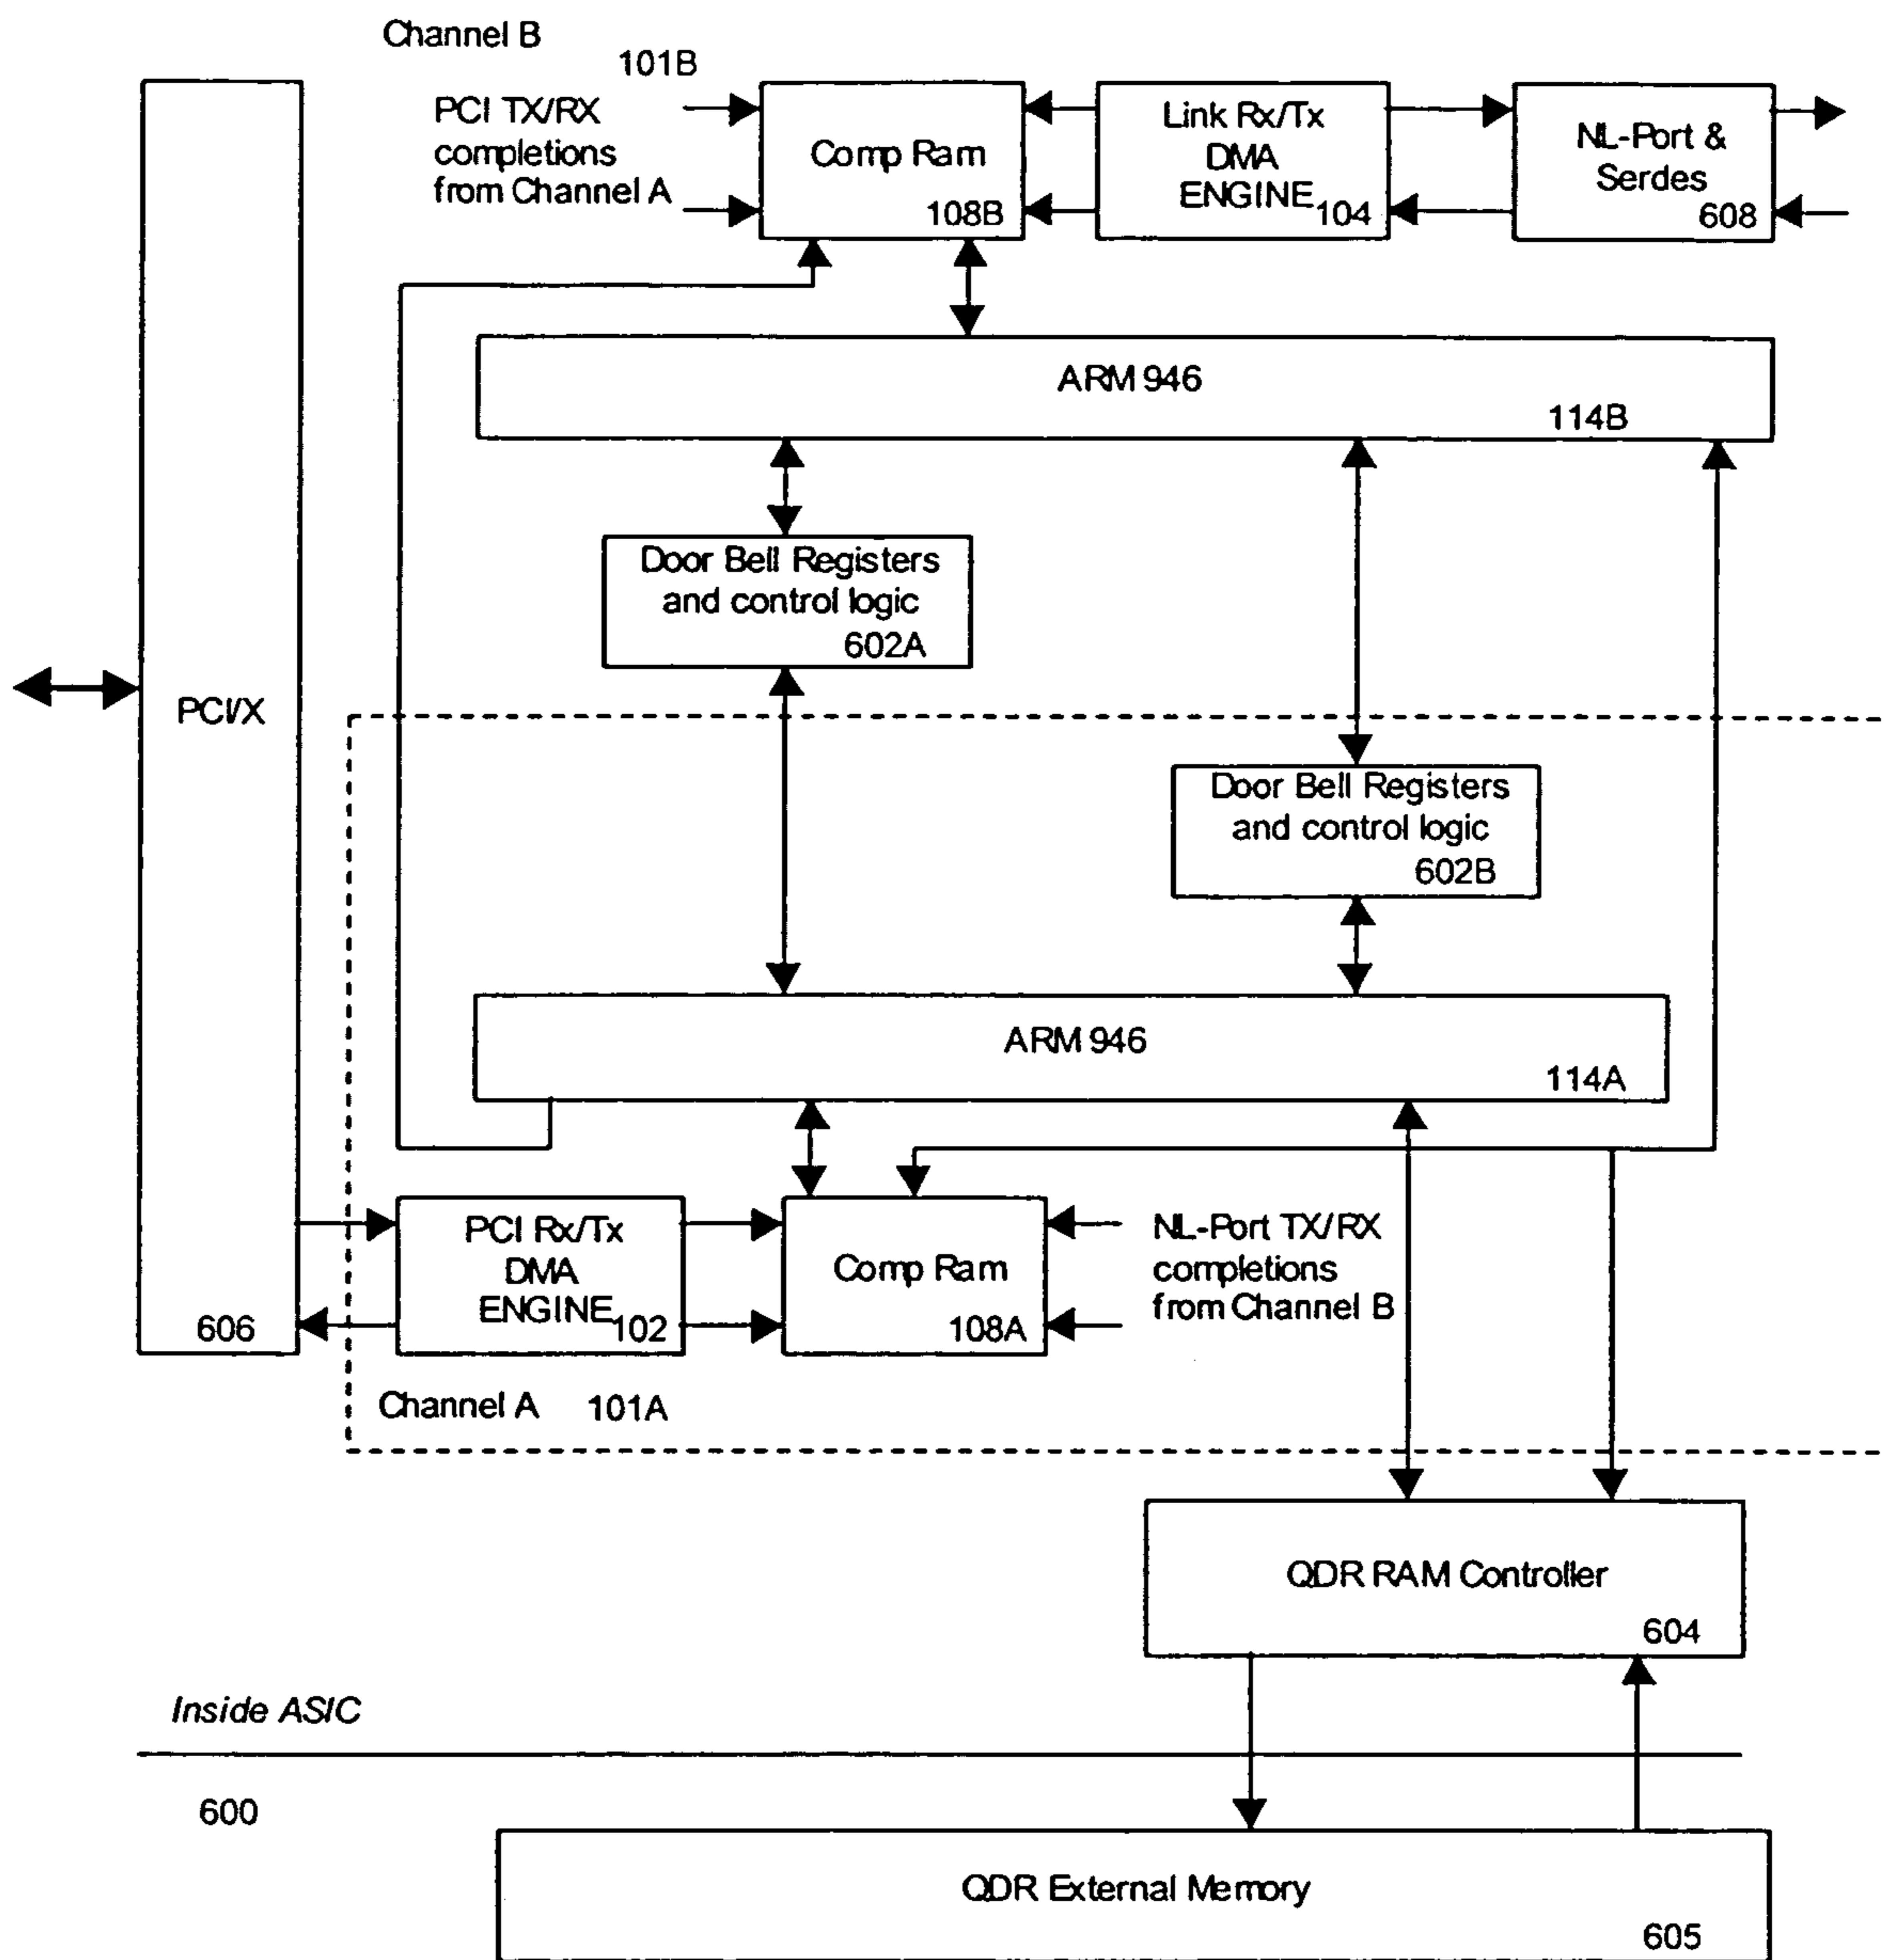 Channel B
101B
PCI TX/RX
completions
from Channel A
Comp Ram
108B
Link Rx/Tx
DMA
ENGINE
104
NL-Port &
Serdes
608
ARM 946
114B
Door Bell Registers
and control logic
602A
PCI/X
606
Door Bell Registers
and control logic
602B
ARM 946
114A
PCI Rx/Tx
DMA
ENGINE
102
Comp Ram
108A
NL-Port TX/RX
completions
from Channel B
Channel A
101A
QDR RAM Controller
604
Inside ASIC
600
QDR External Memory
605